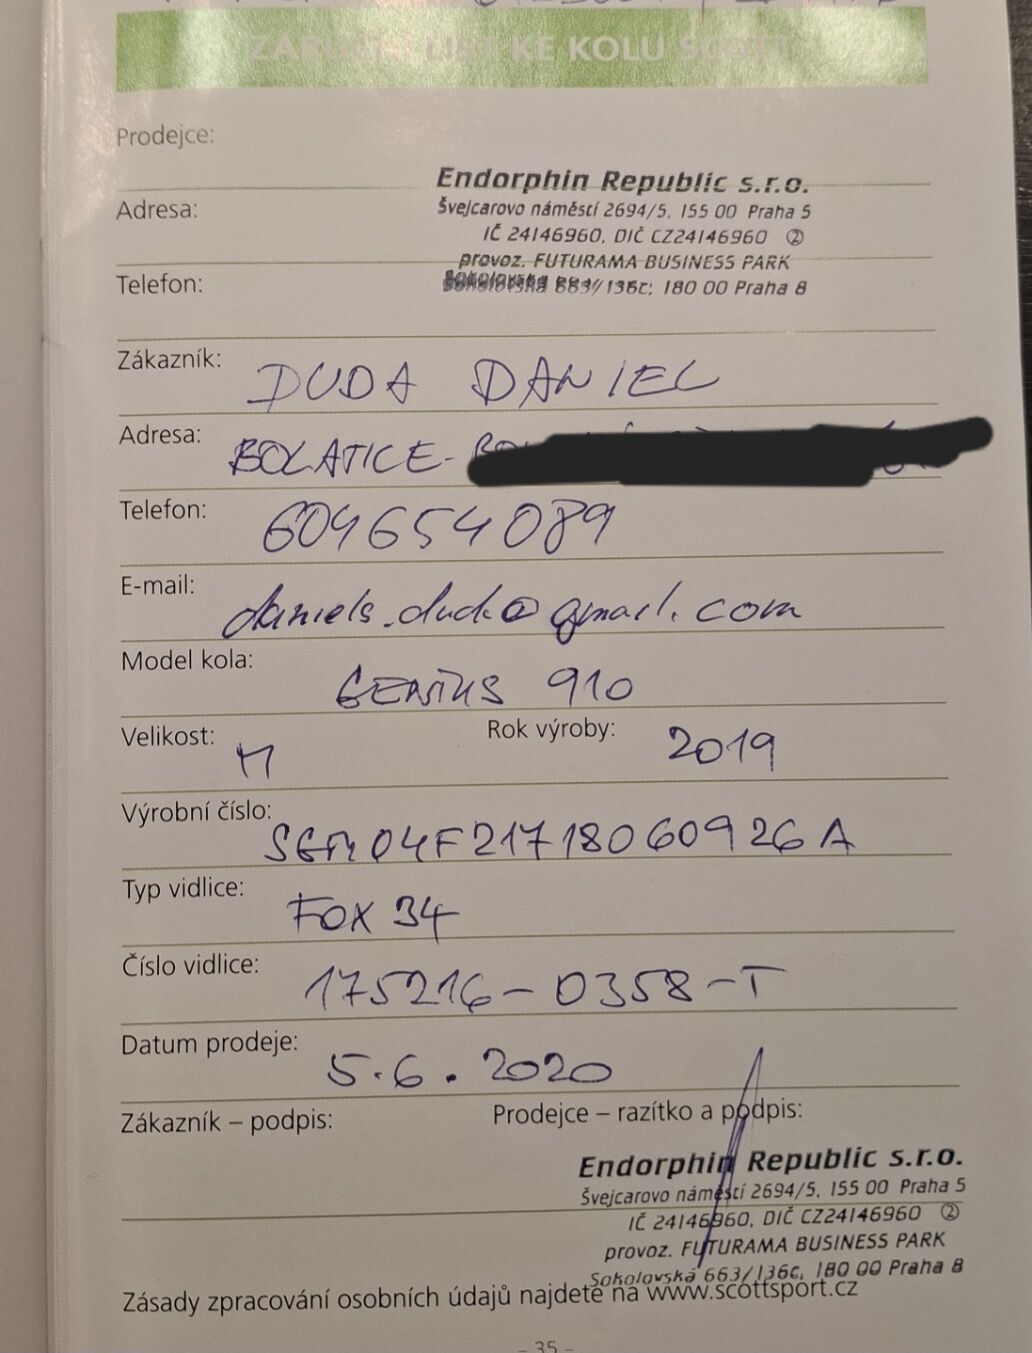 ZÁRUČNÍ LIST KE KOLU SCOTT
Prodejce:
Endorphin Republic s.r.o.
Adresa:
Švejcarovo náměstí 2694/5, 155 00 Praha 5
IČ 24146960, DIČ CZ24146960 ②
provoz. FUTURAMA BUSINESS PARK
Telefon:
Sokolovská 663/136c, 180 00 Praha 8
Zákazník: DUDA DANIEL
Adresa: BOLATICE-
Telefon: 604654089
E-mail: daniels.duda@gmail.com
Model kola: GENIUS 910
Velikost: M Rok výroby: 2019
Výrobní číslo: SGM04F21718060926A
Typ vidlice: FOX 34
Číslo vidlice: 175216-0358-T
Datum prodeje: 5.6.2020
Zákazník – podpis: Prodejce – razítko a podpis:
Endorphin Republic s.r.o.
Švejcarovo náměstí 2694/5, 155 00 Praha 5
IČ 24146960, DIČ CZ24146960 ②
provoz. FUTURAMA BUSINESS PARK
Sokolovská 663/136c, 180 00 Praha 8
Zásady zpracování osobních údajů najdete na www.scottsport.cz
- 35 -